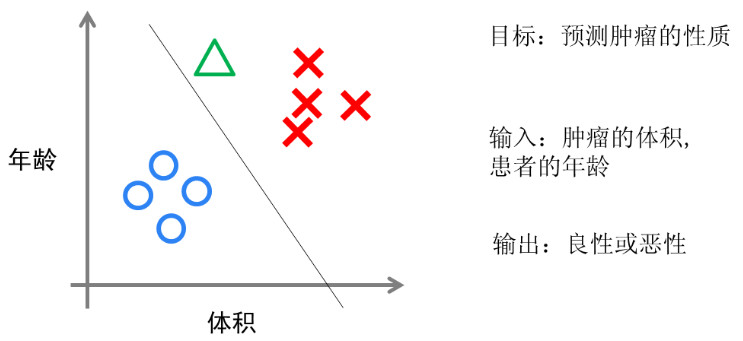 目标：预测肿瘤的性质
年龄
输入：肿瘤的体积,
患者的年龄
输出：良性或恶性
体积